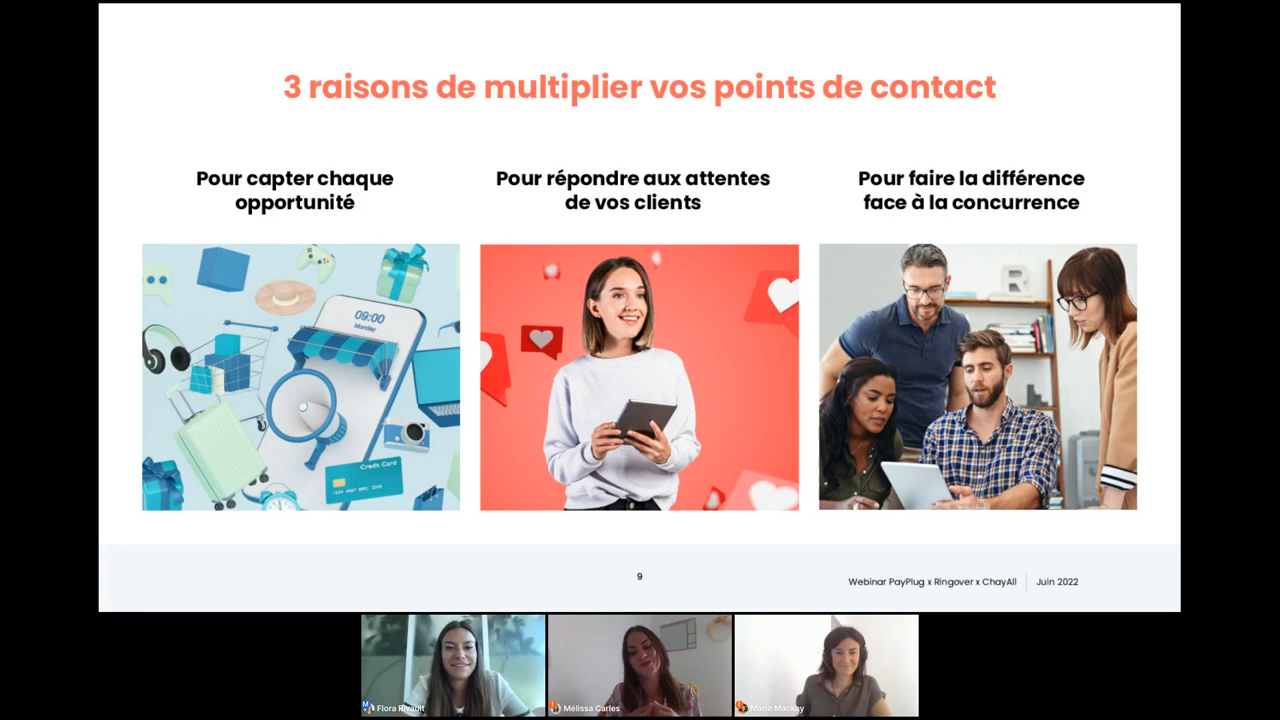 3 raisons de multiplier vos points de contact
Pour capter chaque
opportunité
Pour répondre aux attentes
de vos clients
Pour faire la différence
face à la concurrence
09:00
Monday
Credit Card
R
9
Webinar PayPlug x Ringover x ChayAll
Juin 2022
Flora Rivault
Mélissa Carles
Marie Mackay